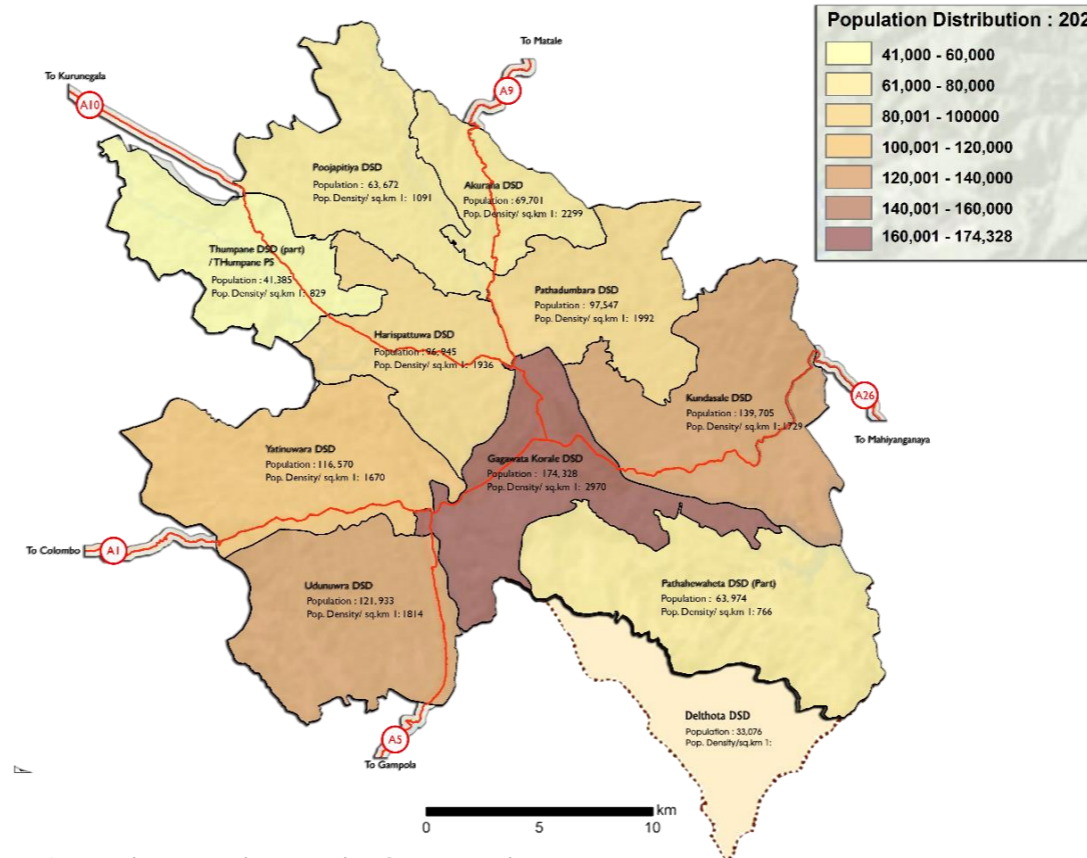 Population Distribution : 202
41,000 - 60,000
61,000 - 80,000
80,001 - 100000
100,001 - 120,000
120,001 - 140,000
140,001 - 160,000
160,001 - 174,328
To Matale
A9
To Kurunegala
A10
Poojapitiya DSD
Population : 63,672
Pop. Density/ sq.km 1: 1091
Akurana DSD
Population : 69,701
Pop. Density/ sq.km 1: 2299
Thumpane DSD (part)
/ THumpane PS
Population : 41,385
Pop. Density/ sq.km 1: 829
Pathadumbara DSD
Population : 97,547
Pop. Density/ sq.km 1: 1992
Harispattuwa DSD
Population : 96,945
Pop. Density/ sq.km 1: 1936
Kundasale DSD
Population : 139,705
Pop. Density/ sq.km 1: 1729
A26
To Mahiyanganaya
Yatinuwara DSD
Population : 116,570
Pop. Density/ sq.km 1: 1670
Gagawata Korale DSD
Population : 174,328
Pop. Density/ sq.km 1: 2970
To Colombo
A1
Udunuwra DSD
Population : 121,933
Pop. Density/ sq.km 1: 1814
Pathahewaheta DSD (Part)
Population : 63,974
Pop. Density/ sq.km 1: 766
Delthota DSD
Population : 33,076
Pop. Density/sq.km 1:
A5
To Gampola
km
0 5 10